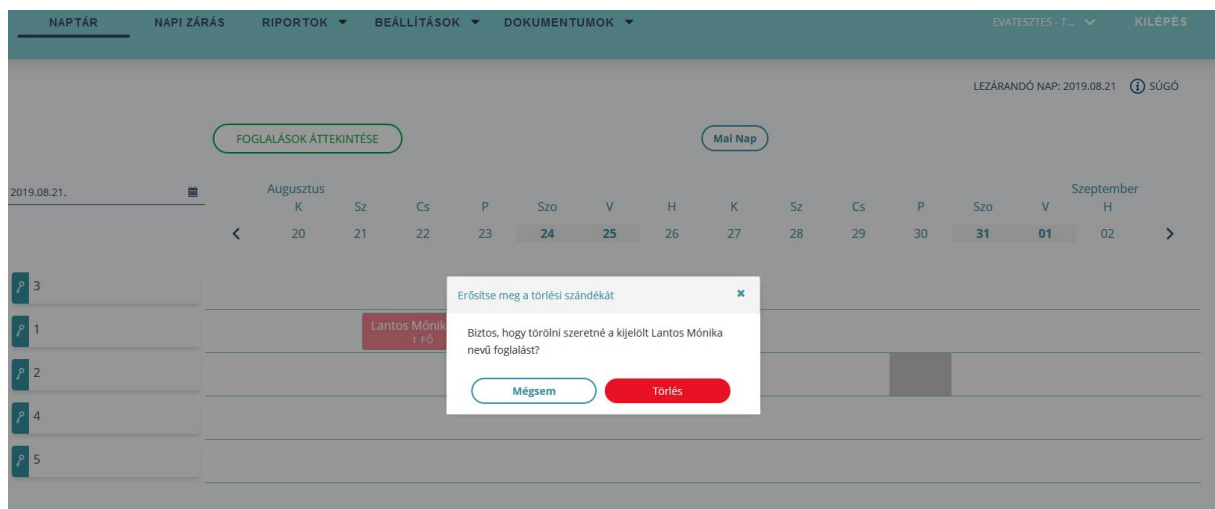 NAPTÁR NAPI ZÁRÁS RIPORTOK BEÁLLÍTÁSOK DOKUMENTUMOK EVATESZTES - T... KILÉPÉS
LEZÁRANDÓ NAP: 2019.08.21 SÚGÓ
FOGLALÁSOK ÁTTEKINTÉSE Mai Nap
2019.08.21. Augusztus Szeptember
K Sz Cs P Szo V H K Sz Cs P Szo V H
20 21 22 23 24 25 26 27 28 29 30 31 01 02
3
Erősítse meg a törlési szándékát
1 Lantos Mónik
1 FŐ
Biztos, hogy törölni szeretné a kijelölt Lantos Mónika
nevű foglalást?
2
Mégsem Törlés
4
5